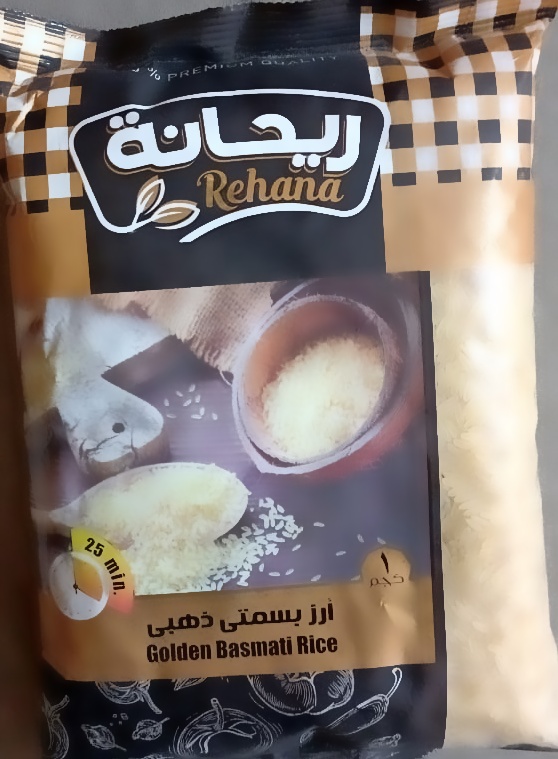 % PREMIUM QUALITY
ريحانة
Rehana
25 min.
١
كجم
أرز بسمتى ذهبى
Golden Basmati Rice